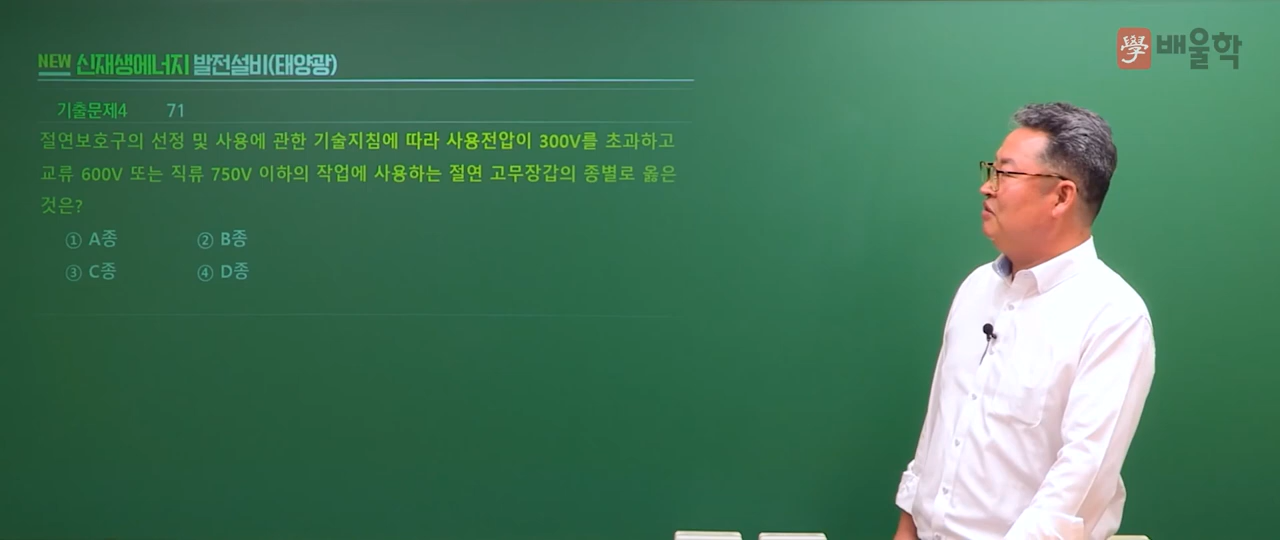 學 배울학
NEW 신재생에너지 발전설비(태양광)
기출문제4 71
절연보호구의 선정 및 사용에 관한 기술지침에 따라 사용전압이 300V를 초과하고
교류 600V 또는 직류 750V 이하의 작업에 사용하는 절연 고무장갑의 종별로 옳은
것은?
① A종 ② B종
③ C종 ④ D종